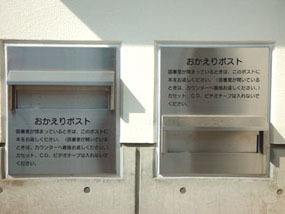 おかえりポスト
図書室が閉まっているときは、このポストに
本をお返しください。（図書室が開いている
ときは、カウンターへ直接お返しください。）
カセット、CD、ビデオテープは入れないで
ください。
おかえりポスト
図書室が閉まっているときは、このポストに
本をお返しください。（図書室が開いている
ときは、カウンターへ直接お返しください。）
カセット、CD、ビデオテープは入れないで
ください。